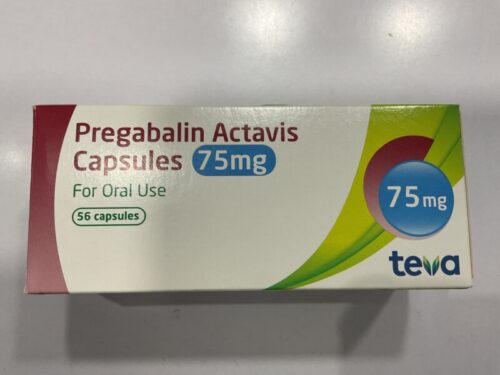 Pregabalin Actavis
Capsules 75mg
For Oral Use
56 capsules
75mg
teva